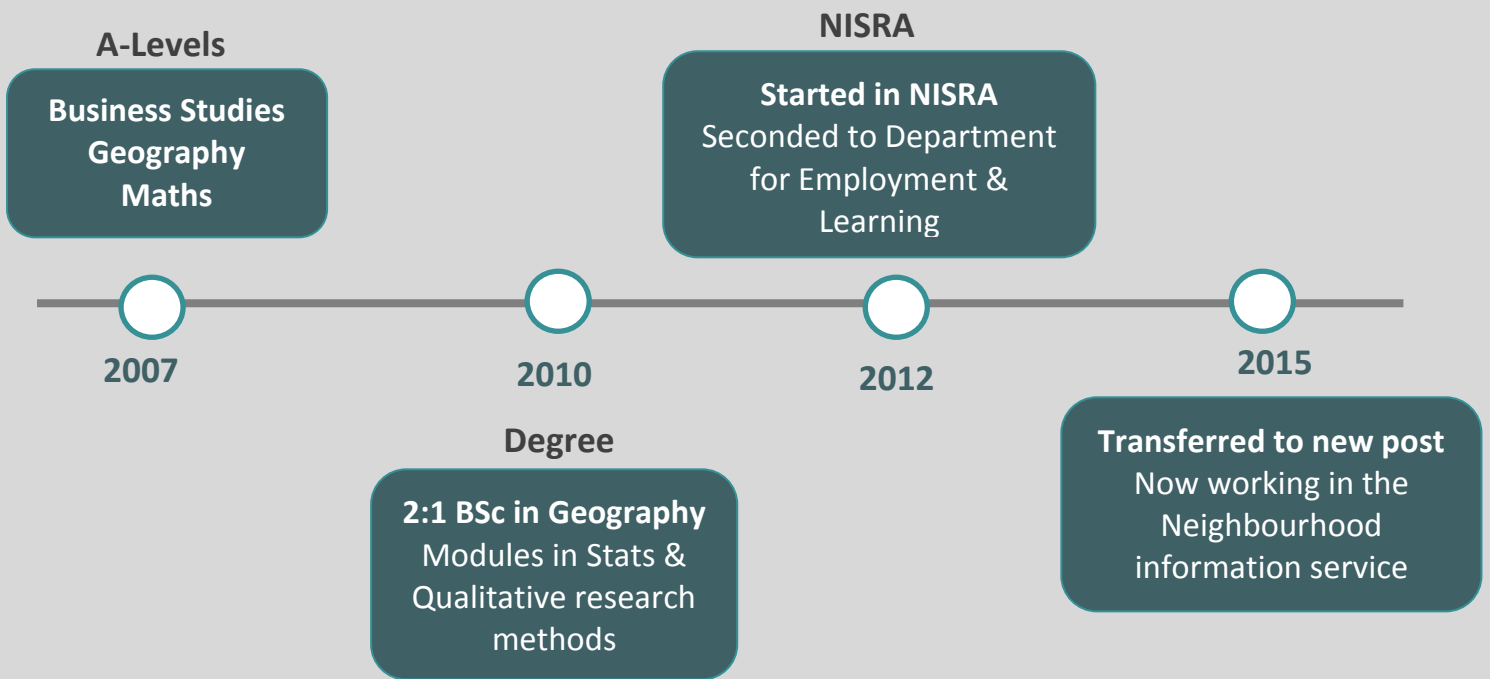 A-Levels
Business Studies
Geography
Maths
2007
2010
Degree
2:1 BSc in Geography
Modules in Stats &
Qualitative research
methods
NISRA
Started in NISRA
Seconded to Department
for Employment &
Learning
2012
2015
Transferred to new post
Now working in the
Neighbourhood
information service